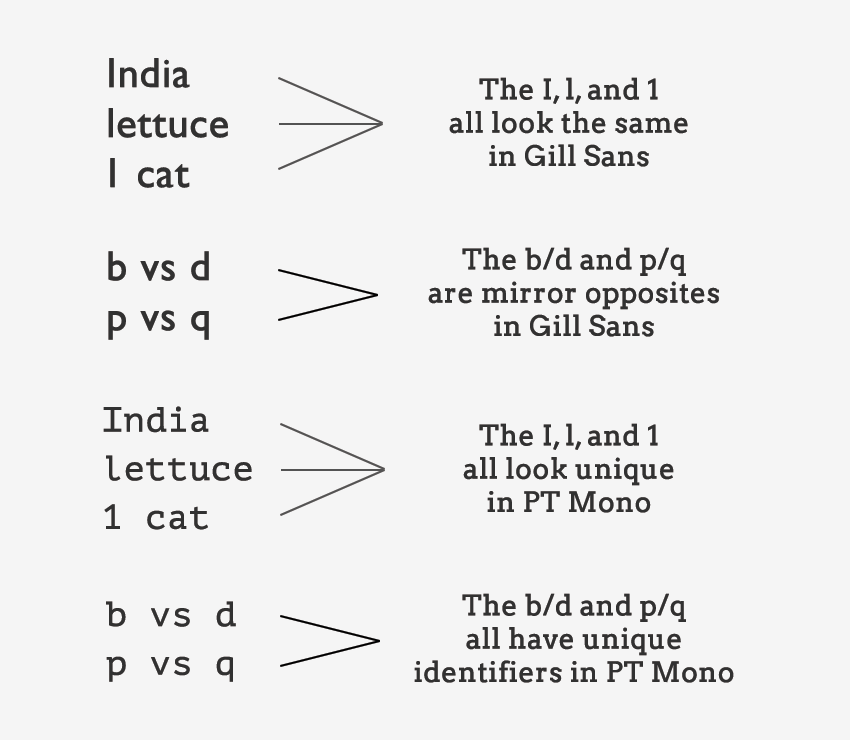 India
lettuce
1 cat
The I, l, and 1
all look the same
in Gill Sans
b vs d
p vs q
The b/d and p/q
are mirror opposites
in Gill Sans
India
lettuce
1 cat
The I, l, and 1
all look unique
in PT Mono
b vs d
p vs q
The b/d and p/q
all have unique
identifiers in PT Mono